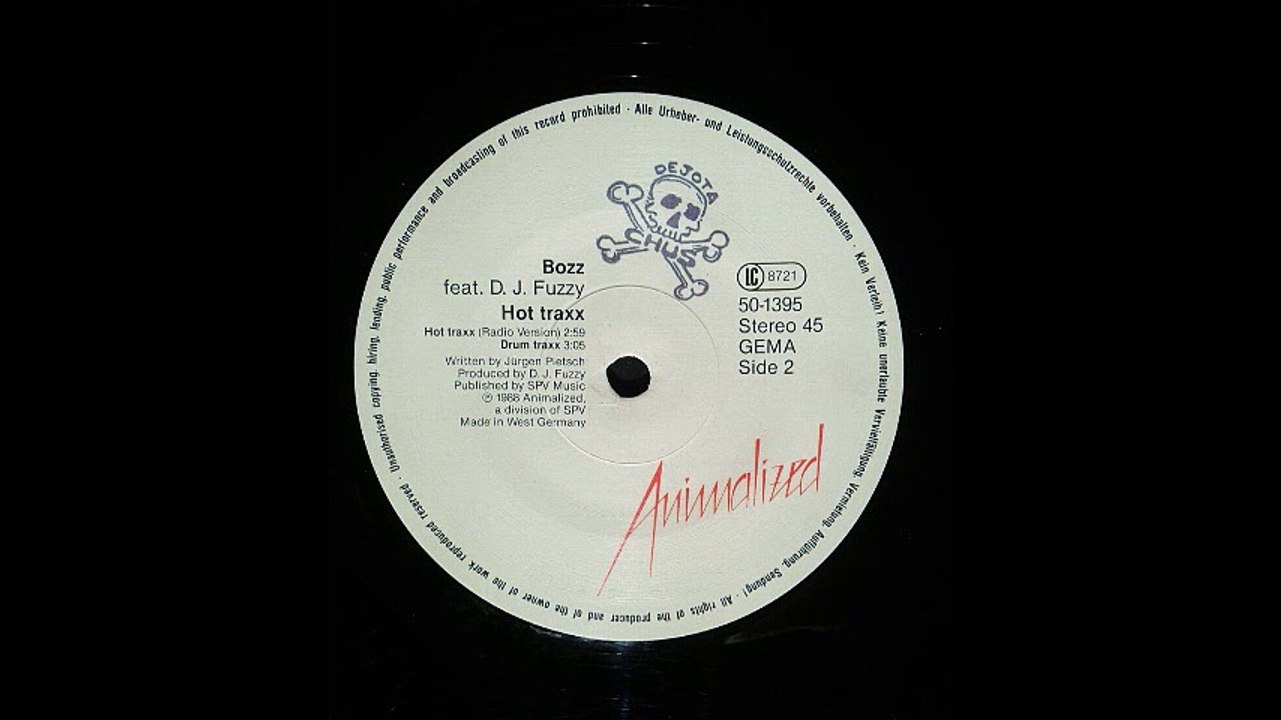 Unauthorised copying, hiring, lending, public performance and broadcasting of this record prohibited · Alle Urheber- und Leistungsschutzrechte vorbehalten · Kein Verleih! Keine unerlaubte Vervielfältigung, Vermietung, Aufführung, Sendung! · All rights of the producer and of the owner of the work reproduced reserved ·
DEJOTA
CHUS
Bozz
feat. D. J. Fuzzy
Hot traxx
Hot traxx (Radio Version) 2:59
Drum traxx 3:05
Written by Jürgen Pietsch
Produced by D. J. Fuzzy
Published by SPV Music
℗ 1988 Animalized,
a division of SPV
Made in West Germany
LC 8721
50-1395
Stereo 45
GEMA
Side 2
Animalized